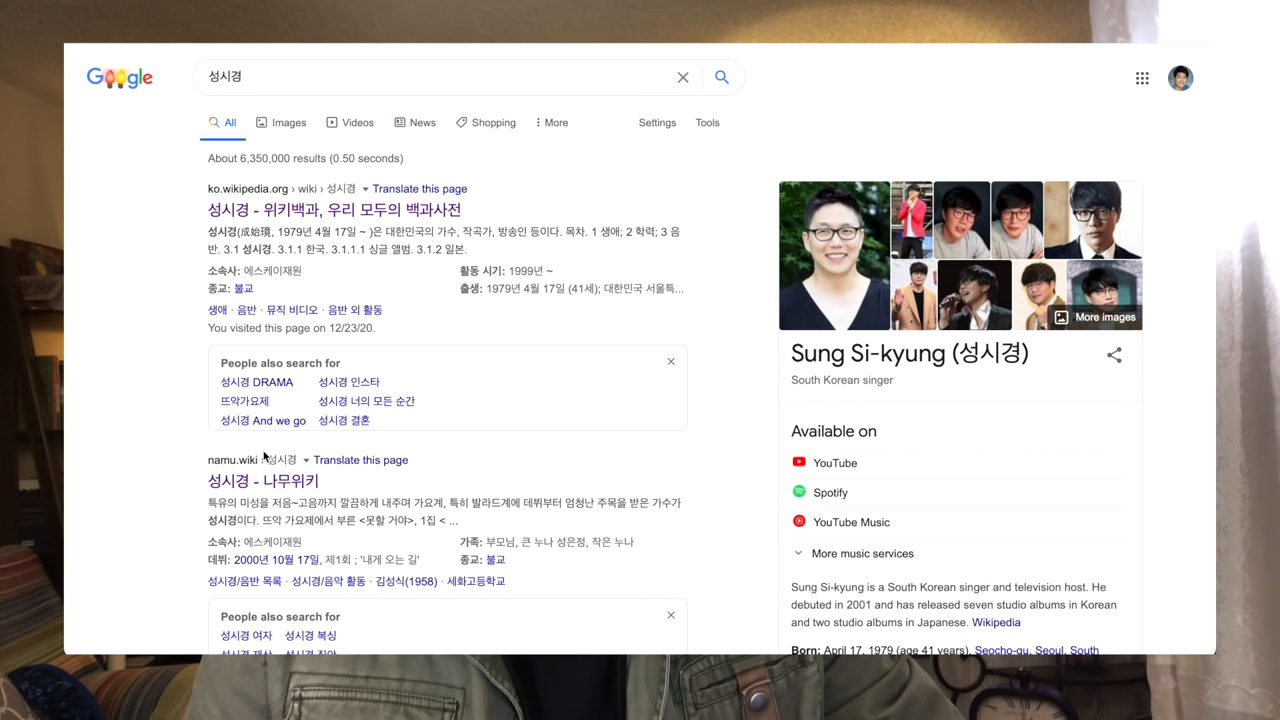 Google
성시경
All
Images
Videos
News
Shopping
More
Settings
Tools
About 6,350,000 results (0.50 seconds)
ko.wikipedia.org › wiki › 성시경 Translate this page
성시경 - 위키백과, 우리 모두의 백과사전
성시경(成始璄, 1979년 4월 17일 ~ )은 대한민국의 가수, 작곡가, 방송인 등이다. 목차. 1 생애; 2 학력; 3 음
반. 3.1 성시경. 3.1.1 한국. 3.1.1.1 싱글 앨범. 3.1.2 일본.
소속사: 에스케이재원 활동 시기: 1999년 ~
종교: 불교 출생: 1979년 4월 17일 (41세); 대한민국 서울특...
생애 · 음반 · 뮤직 비디오 · 음반 외 활동
You visited this page on 12/23/20.
People also search for
성시경 DRAMA 성시경 인스타
뜨악가요제 성시경 너의 모든 순간
성시경 And we go 성시경 결혼
namu.wiki › 성시경 Translate this page
성시경 - 나무위키
특유의 미성을 저음~고음까지 깔끔하게 내주며 가요계, 특히 발라드계에 데뷔부터 엄청난 주목을 받은 가수가
성시경이다. 뜨악 가요제에서 부른 <못할 거야>, 1집 < ...
소속사: 에스케이재원 가족: 부모님, 큰 누나 성은정, 작은 누나
데뷔: 2000년 10월 17일, 제1회 ; '내게 오는 길' 종교: 불교
성시경/음반 목록 · 성시경/음악 활동 · 김성식(1958) · 세화고등학교
People also search for
성시경 여자 성시경 복싱
More images
Sung Si-kyung (성시경)
South Korean singer
Available on
YouTube
Spotify
YouTube Music
More music services
Sung Si-kyung is a South Korean singer and television host. He
debuted in 2001 and has released seven studio albums in Korean
and two studio albums in Japanese. Wikipedia
Born: April 17, 1979 (age 41 years), Seocho-gu, Seoul, South